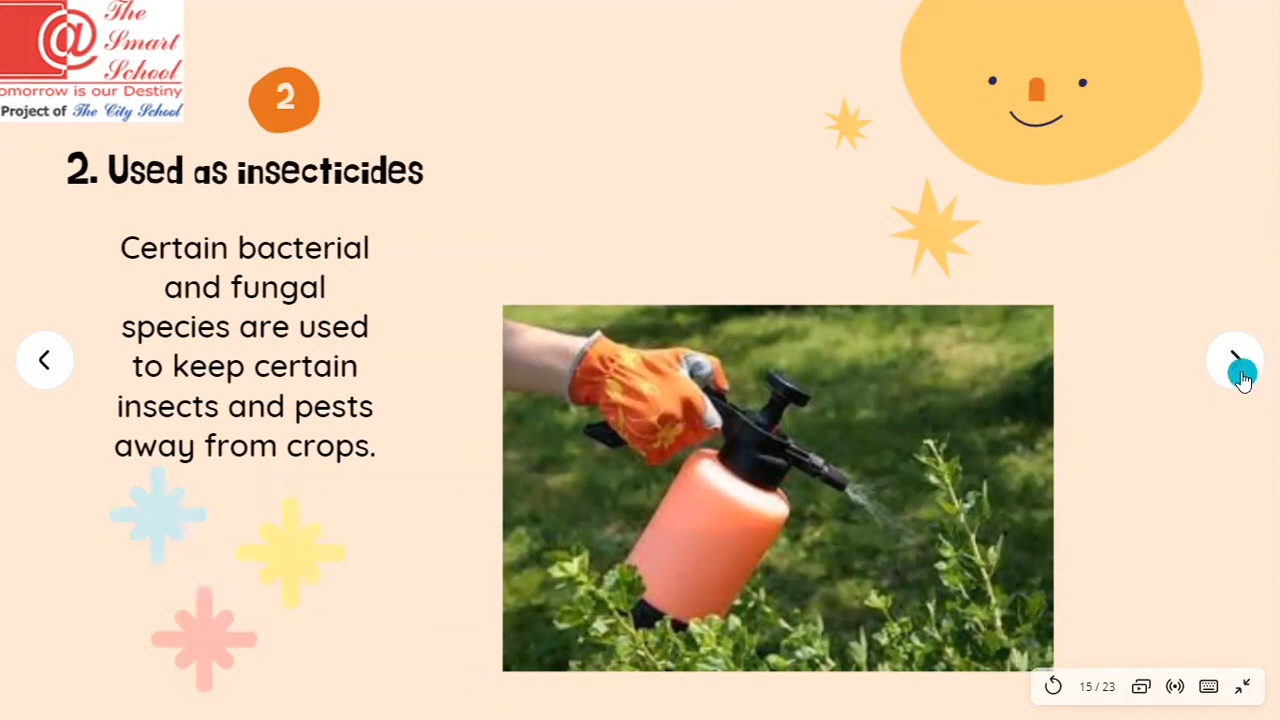 The
Smart
School
omorrow is our Destiny
Project of The City School
2
2. Used as insecticides
Certain bacterial
and fungal
species are used
to keep certain
insects and pests
away from crops.
15 / 23